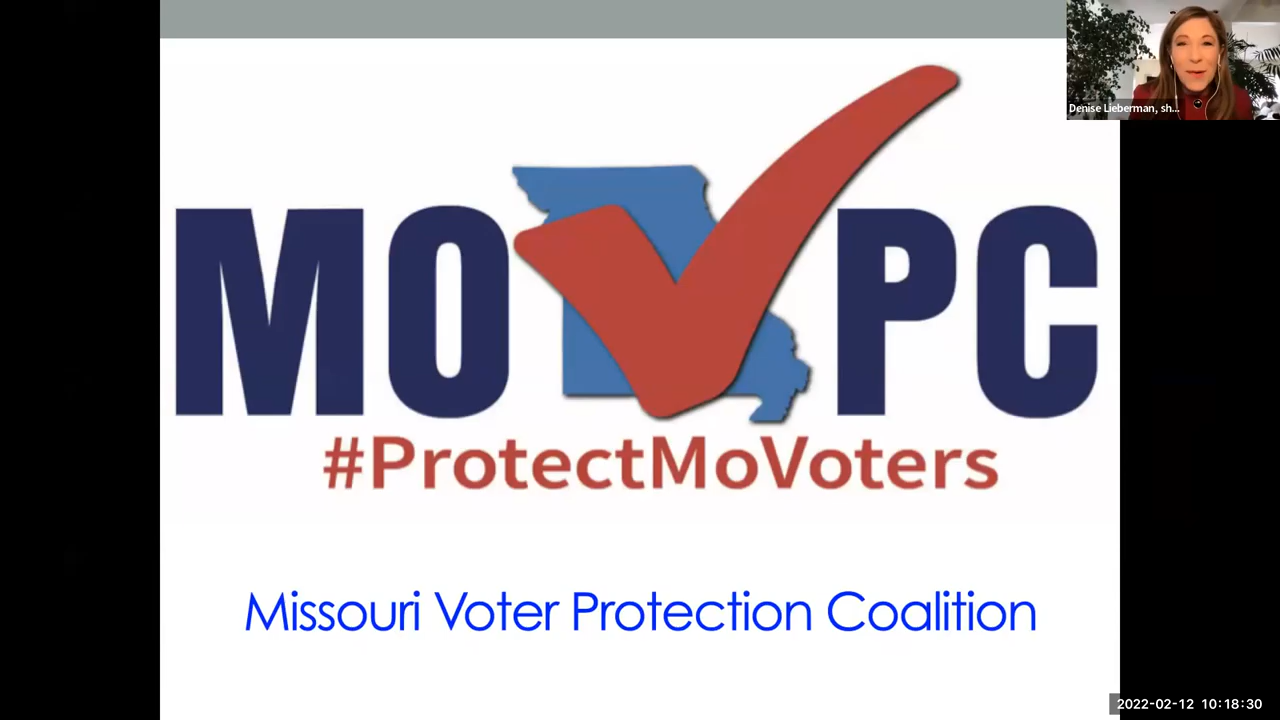 Denise Lieberman, sh...
MO PC
#ProtectMoVoters
Missouri Voter Protection Coalition
2022-02-12 10:18:30